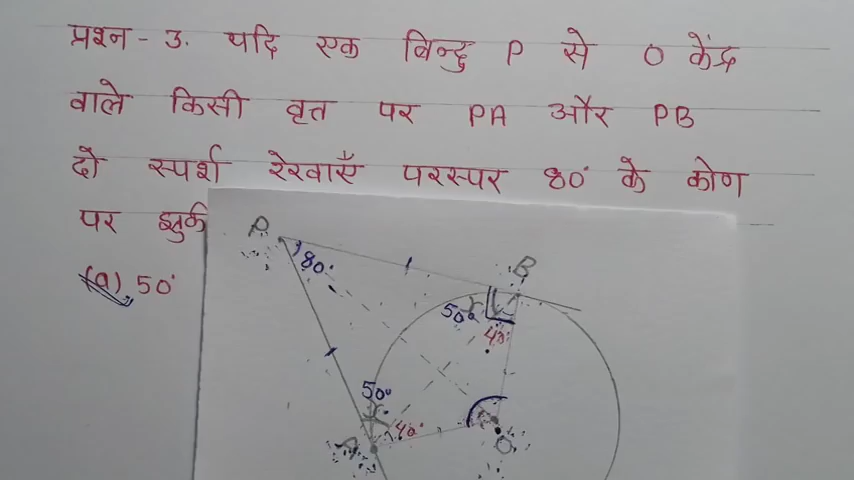 प्रश्न - 3. यदि एक बिन्दु P से O केंद्र
वाले किसी वृत्त पर PA और PB
दो स्पर्श रेखाएँ परस्पर 80° के कोण
पर झुकी
(a) 50°
P
80°
B
50°
40°
50°
40°
A
O